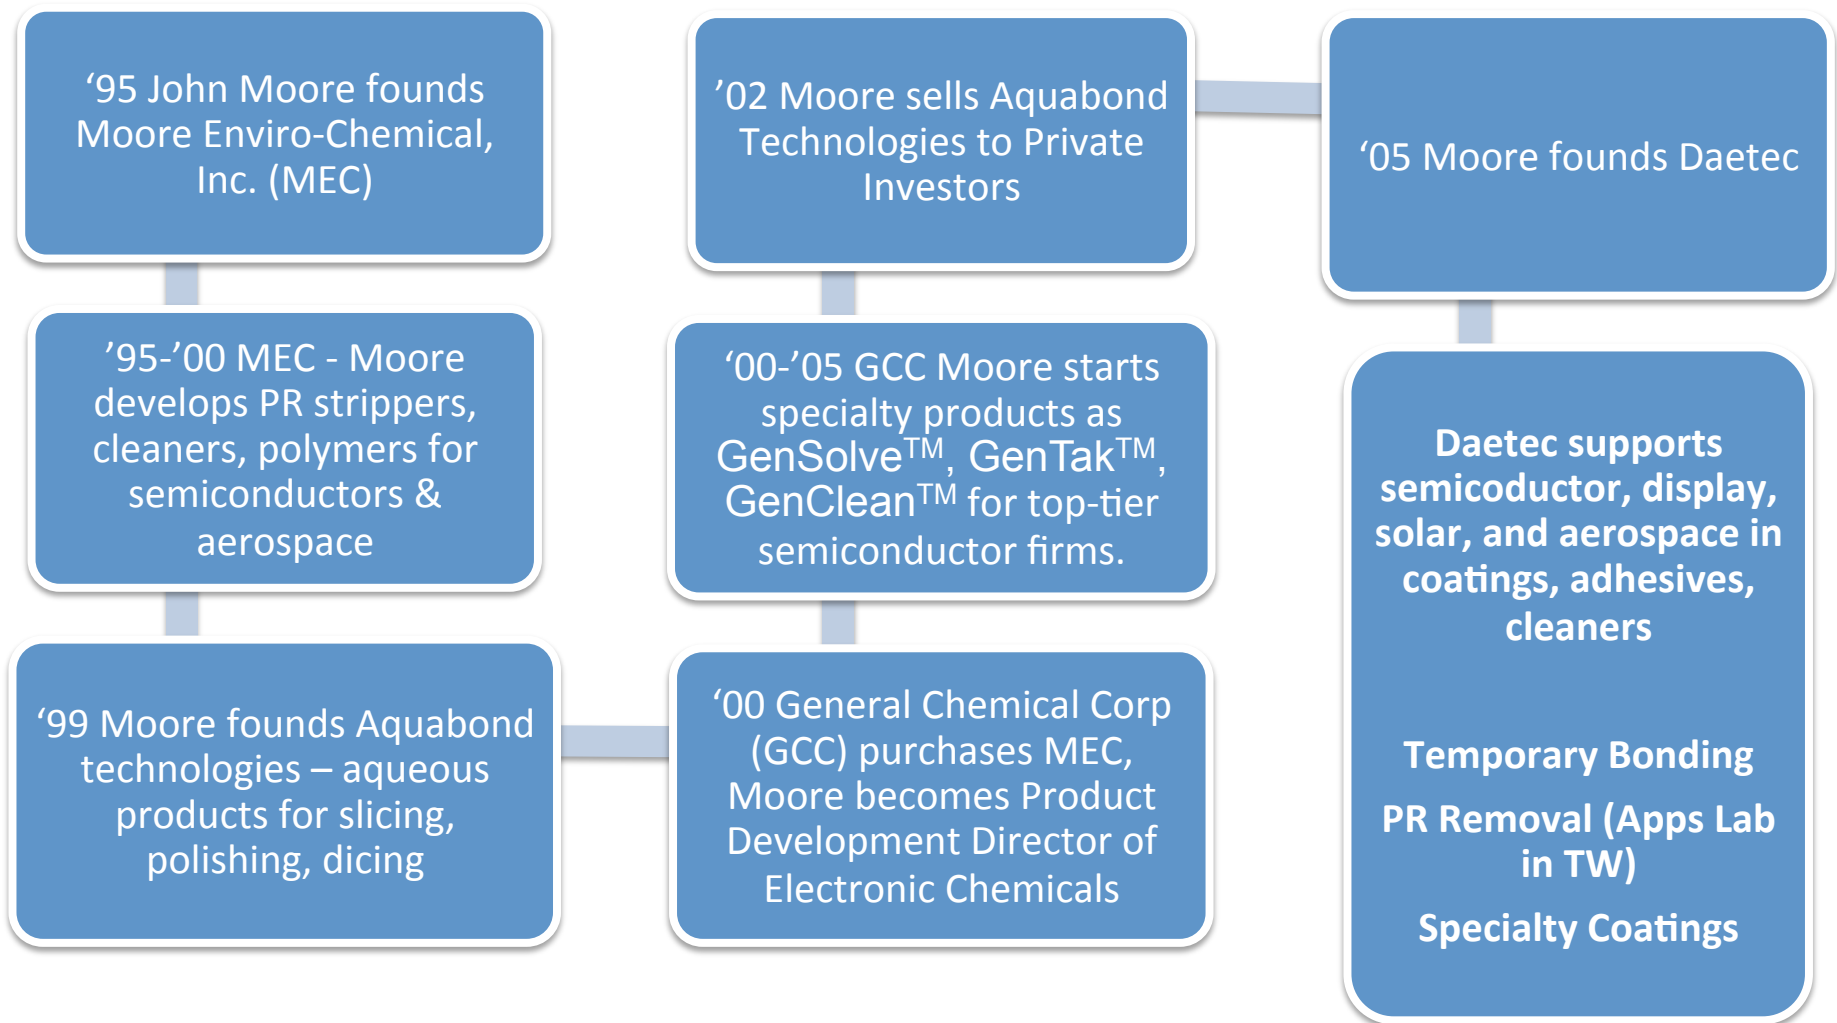 ‘95 John Moore founds
Moore Enviro-Chemical,
Inc. (MEC)
’95-’00 MEC - Moore
develops PR strippers,
cleaners, polymers for
semiconductors &
aerospace
‘99 Moore founds Aquabond
technologies – aqueous
products for slicing,
polishing, dicing
‘00 General Chemical Corp
(GCC) purchases MEC,
Moore becomes Product
Development Director of
Electronic Chemicals
‘00-’05 GCC Moore starts
specialty products as
GenSolve™, GenTak™,
GenClean™ for top-tier
semiconductor firms.
’02 Moore sells Aquabond
Technologies to Private
Investors
‘05 Moore founds Daetec
Daetec supports
semicoductor, display,
solar, and aerospace in
coatings, adhesives,
cleaners
Temporary Bonding
PR Removal (Apps Lab
in TW)
Specialty Coatings